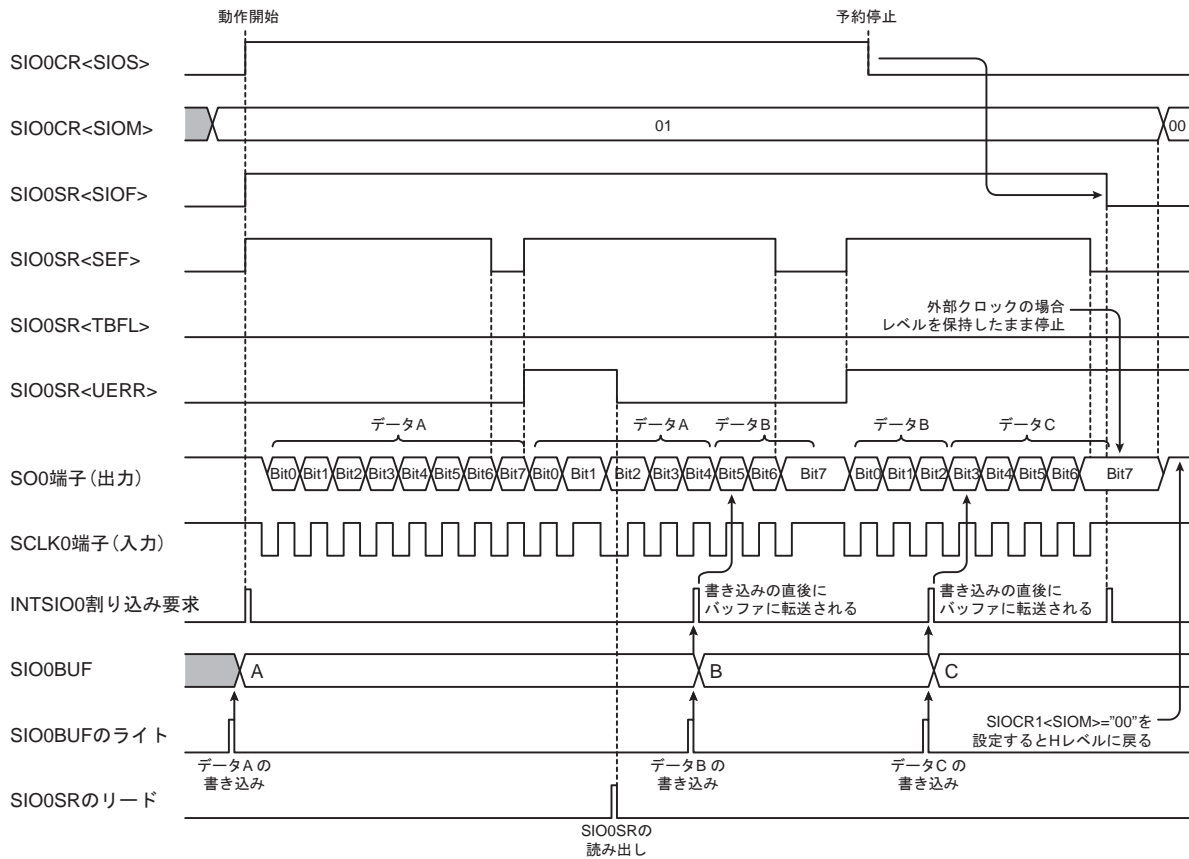 動作開始
予約停止
SIO0CR<SIOS>
SIO0CR<SIOM>
01
00
SIO0SR<SIOF>
SIO0SR<SEF>
外部クロックの場合
レベルを保持したまま停止
SIO0SR<TBFL>
SIO0SR<UERR>
データA
データA
データB
データB
データC
SO0端子(出力)
Bit0 Bit1 Bit2 Bit3 Bit4 Bit5 Bit6 Bit7 Bit0 Bit1 Bit2 Bit3 Bit4 Bit5 Bit6 Bit7 Bit0 Bit1 Bit2 Bit3 Bit4 Bit5 Bit6 Bit7
SCLK0端子(入力)
INTSIO0割り込み要求
書き込みの直後に
バッファに転送される
書き込みの直後に
バッファに転送される
SIO0BUF
A
B
C
SIO0BUFのライト
SIOCR1<SIOM>="00"を
設定するとHレベルに戻る
データA の
書き込み
データB の
書き込み
データC の
書き込み
SIO0SRのリード
SIO0SRの
読み出し